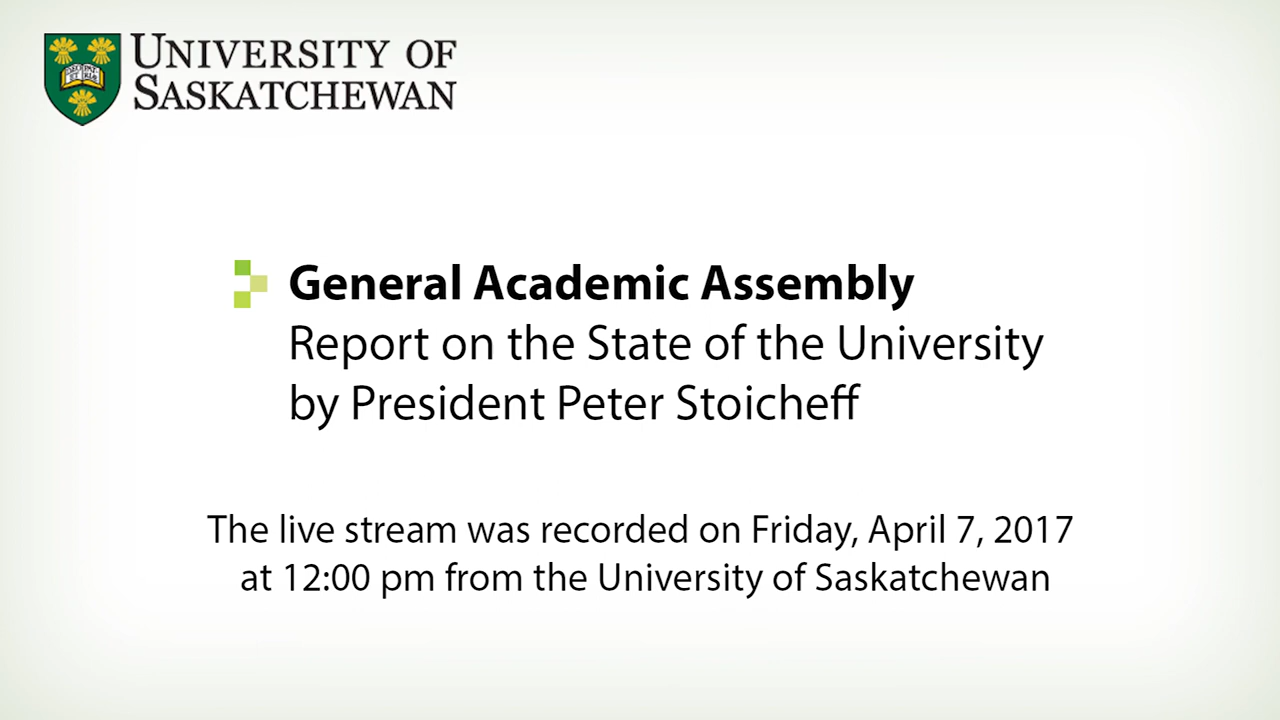 UNIVERSITY OF
SASKATCHEWAN
General Academic Assembly
Report on the State of the University
by President Peter Stoicheff
The live stream was recorded on Friday, April 7, 2017
at 12:00 pm from the University of Saskatchewan